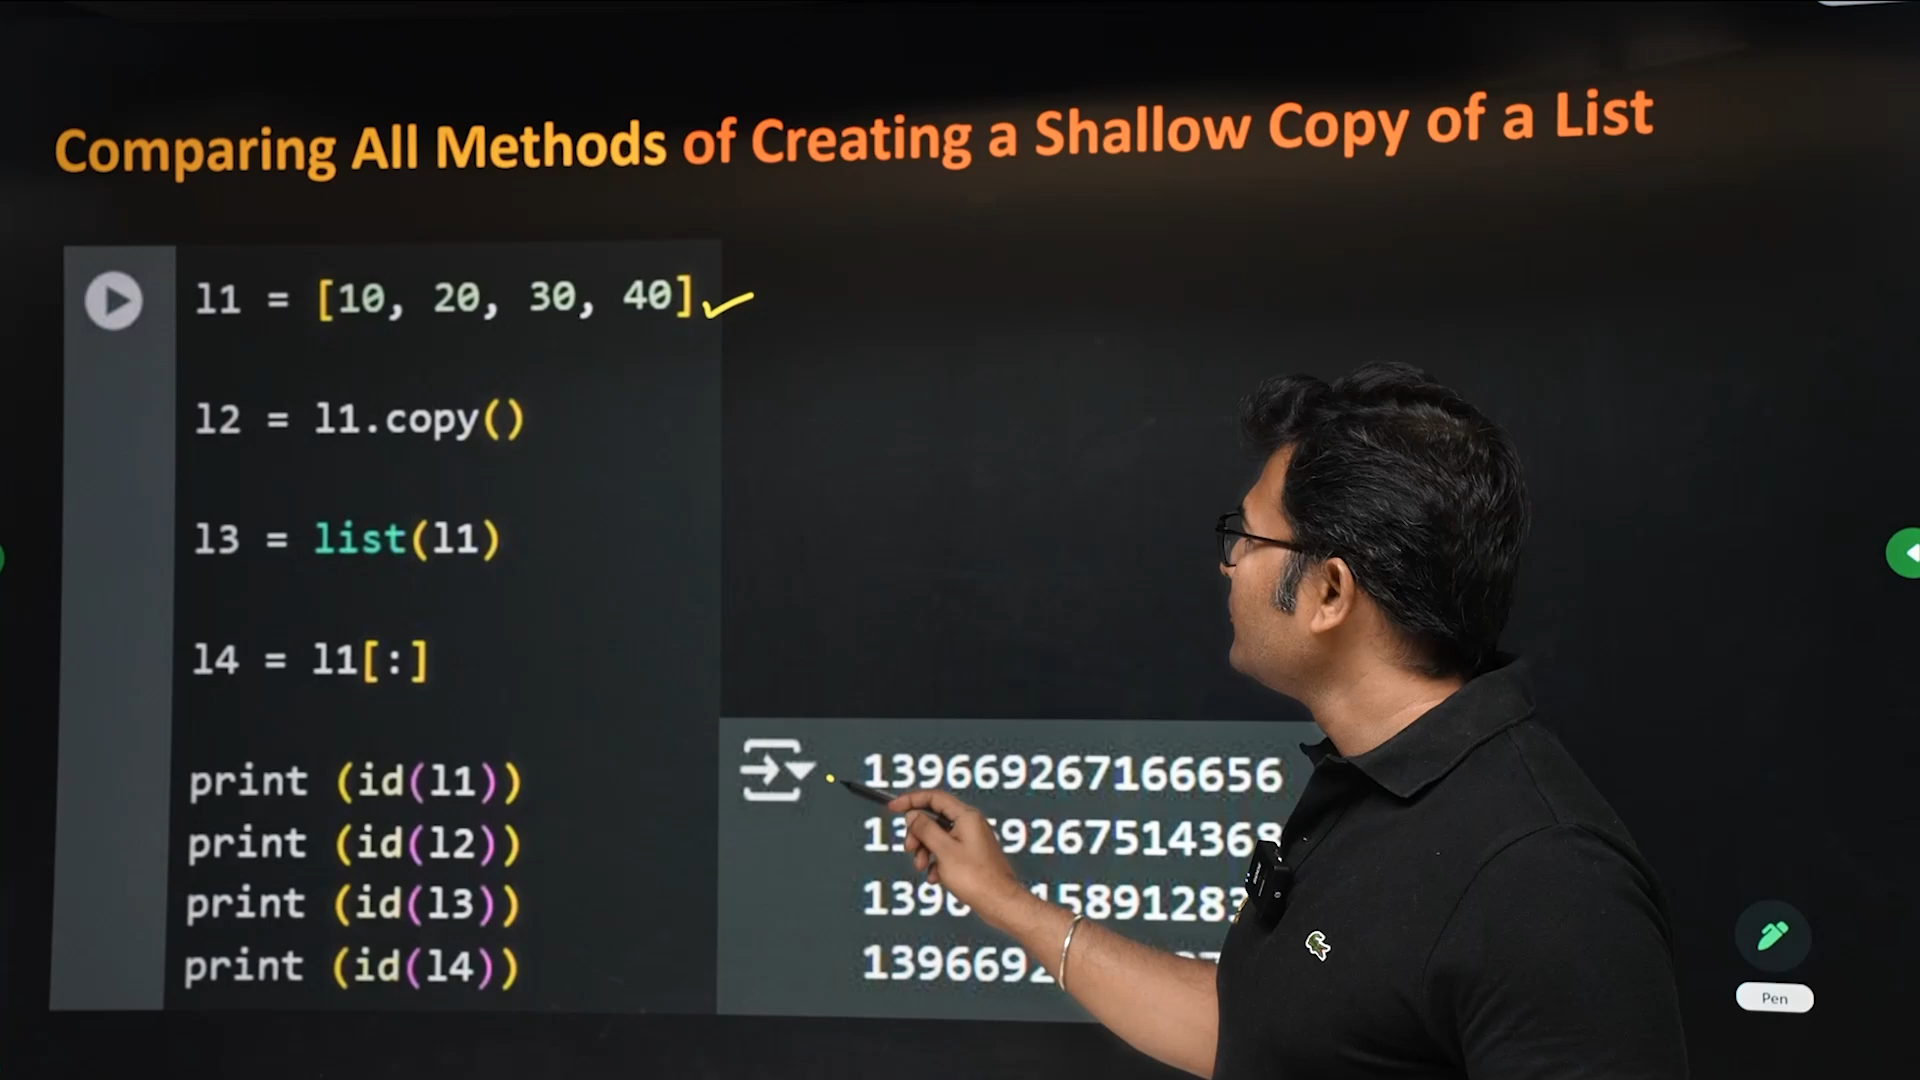 Comparing All Methods of Creating a Shallow Copy of a List
l1 = [10, 20, 30, 40]
l2 = l1.copy()
l3 = list(l1)
l4 = l1[:]
print (id(l1))
print (id(l2))
print (id(l3))
print (id(l4))
139669267166656
Pen